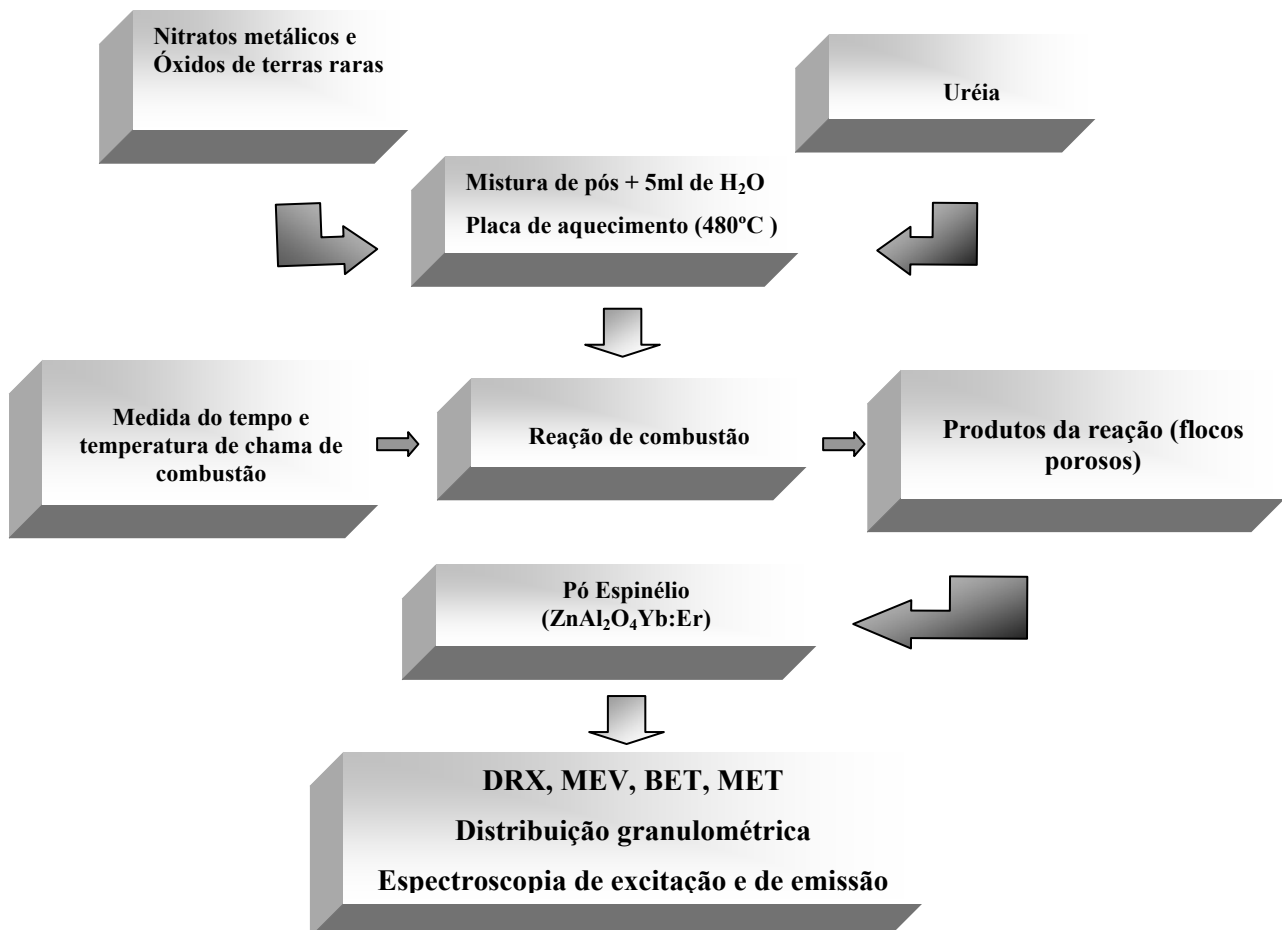 Nitratos metálicos e
Óxidos de terras raras
Uréia
Mistura de pós + 5ml de H₂O
Placa de aquecimento (480ºC )
Medida do tempo e
temperatura de chama de
combustão
Reação de combustão
Produtos da reação (flocos
porosos)
Pó Espinélio
(ZnAl₂O₄Yb:Er)
DRX, MEV, BET, MET
Distribuição granulométrica
Espectroscopia de excitação e de emissão